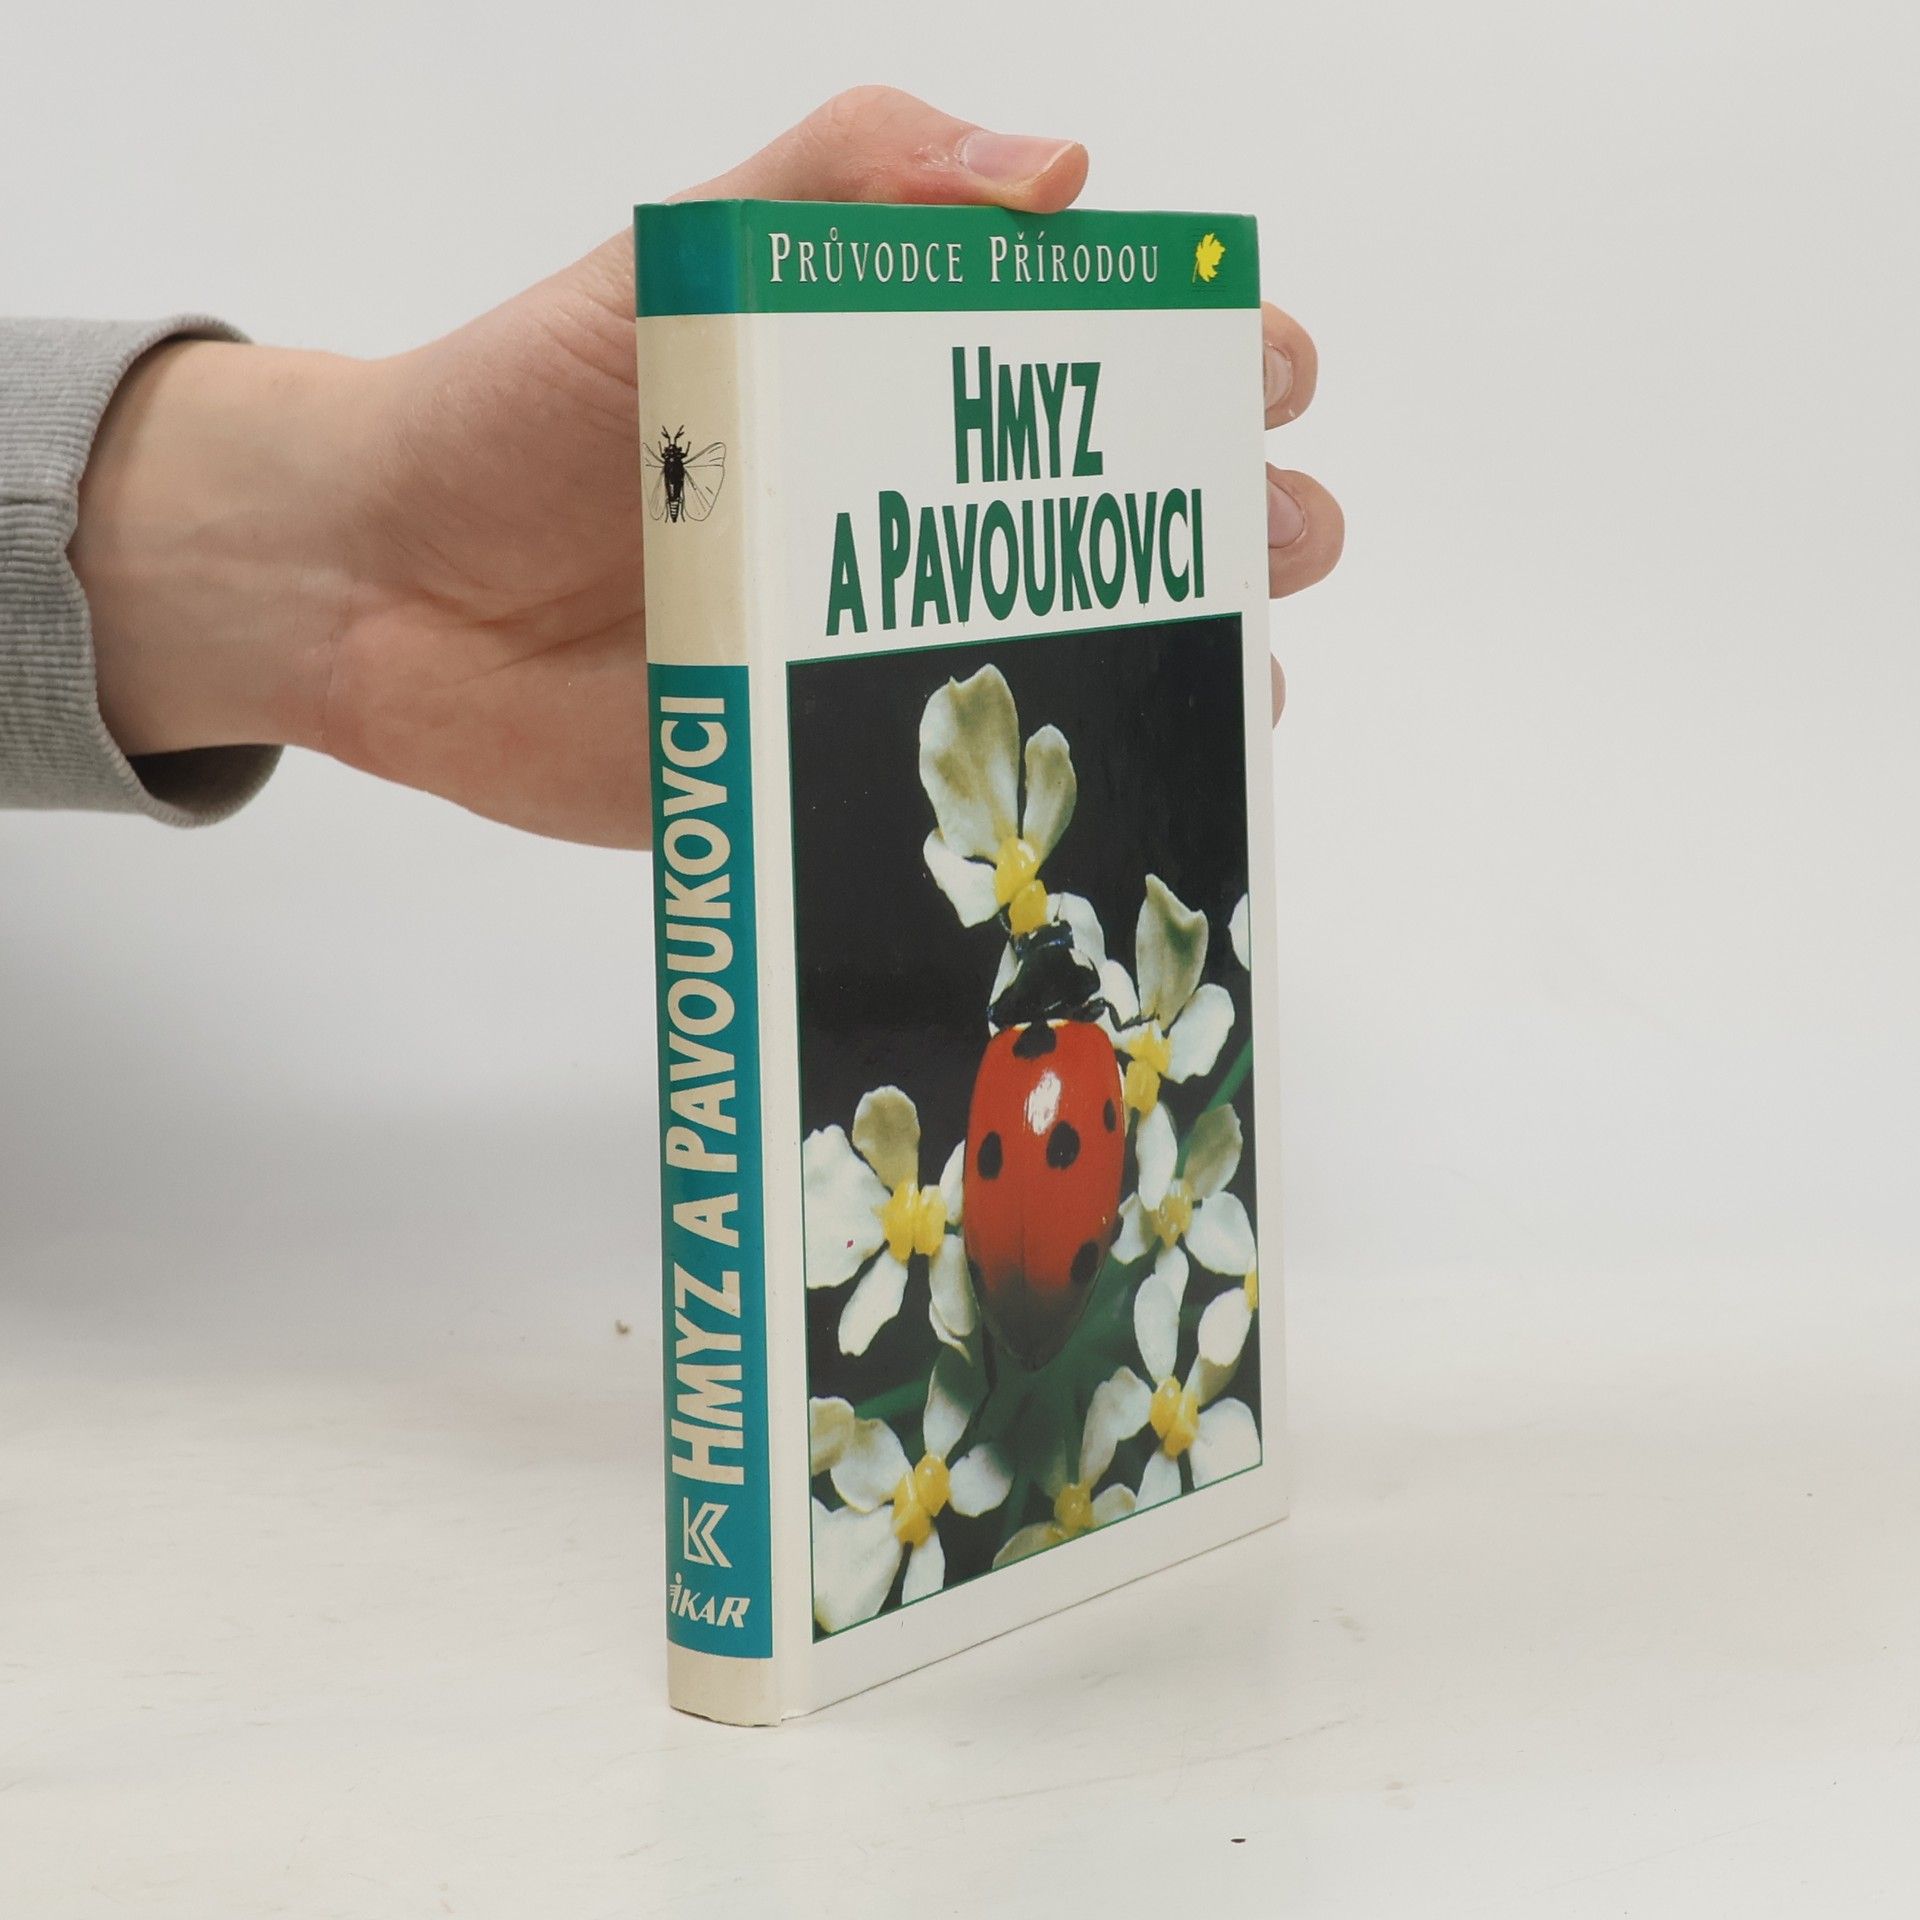 PRŮVODCE PŘÍRODOU
HMYZ
A PAVOUKOVCI
HMYZ A PAVOUKOVCI
K
IKAR